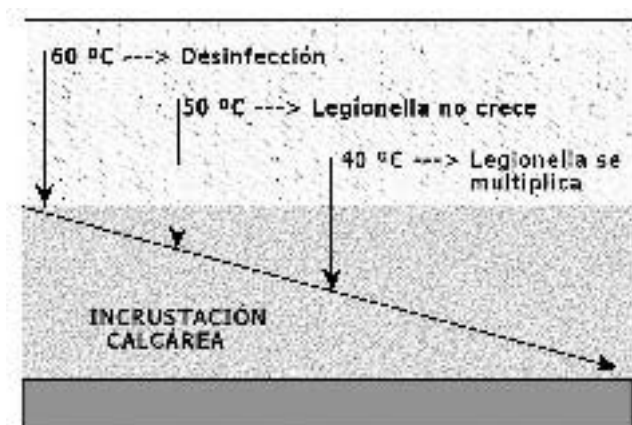 60 ºC ---> Desinfección
50 ºC ---> Legionella no crece
40 ºC ---> Legionella se
multiplica
INCRUSTACIÓN
CALCÁREA